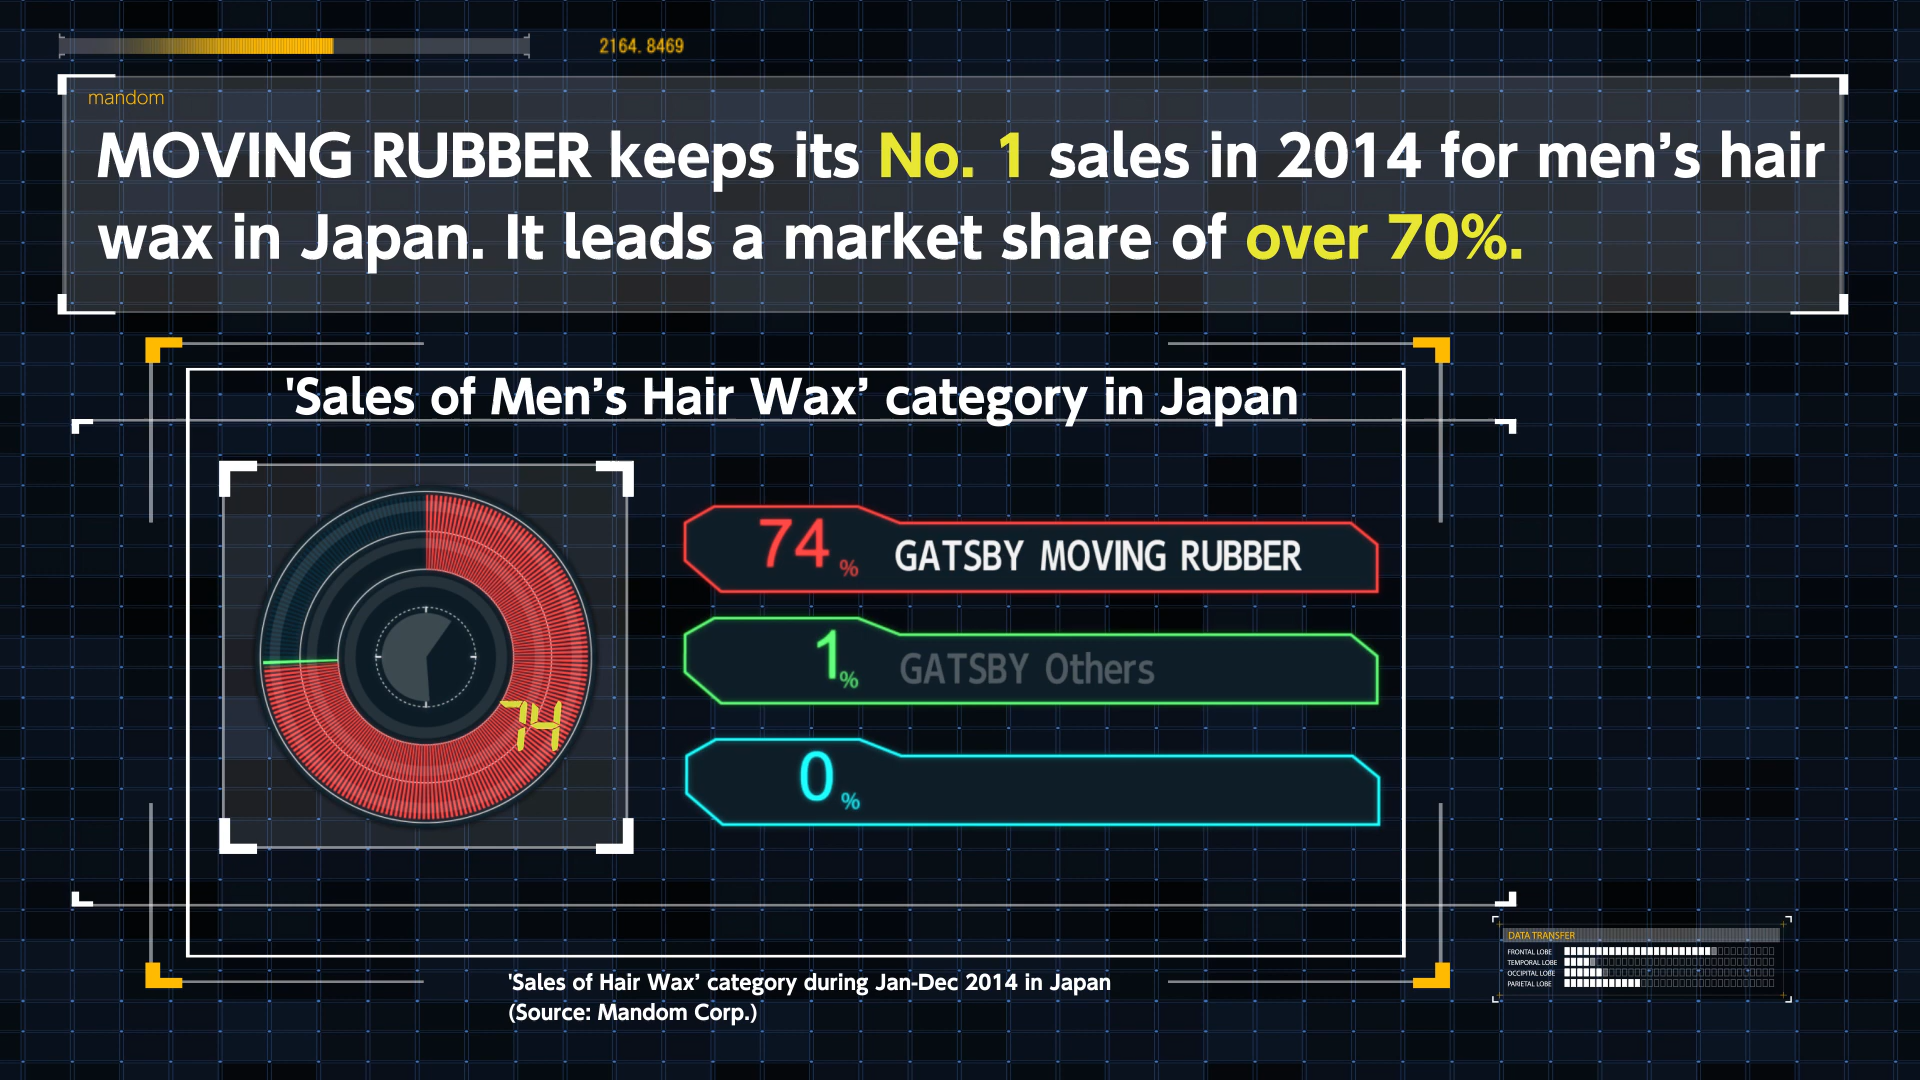 2164.8469
mandom
MOVING RUBBER keeps its No. 1 sales in 2014 for men’s hair
wax in Japan. It leads a market share of over 70%.
'Sales of Men’s Hair Wax’ category in Japan
74% GATSBY MOVING RUBBER
1% GATSBY Others
74
0%
DATA TRANSFER
FRONTAL LOBE
TEMPORAL LOBE
OCCIPITAL LOBE
PARIETAL LOBE
'Sales of Hair Wax’ category during Jan-Dec 2014 in Japan
(Source: Mandom Corp.)